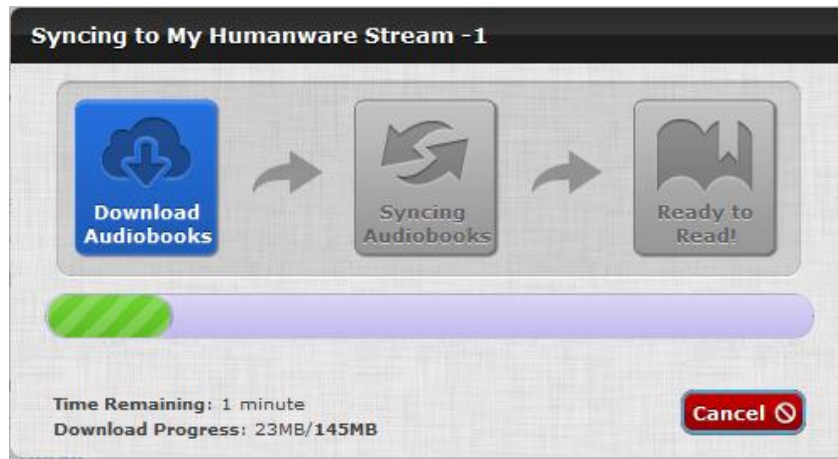 Syncing to My Humanware Stream -1
Download
Audiobooks
Syncing
Audiobooks
Ready to
Read!
Time Remaining: 1 minute
Download Progress: 23MB/145MB
Cancel